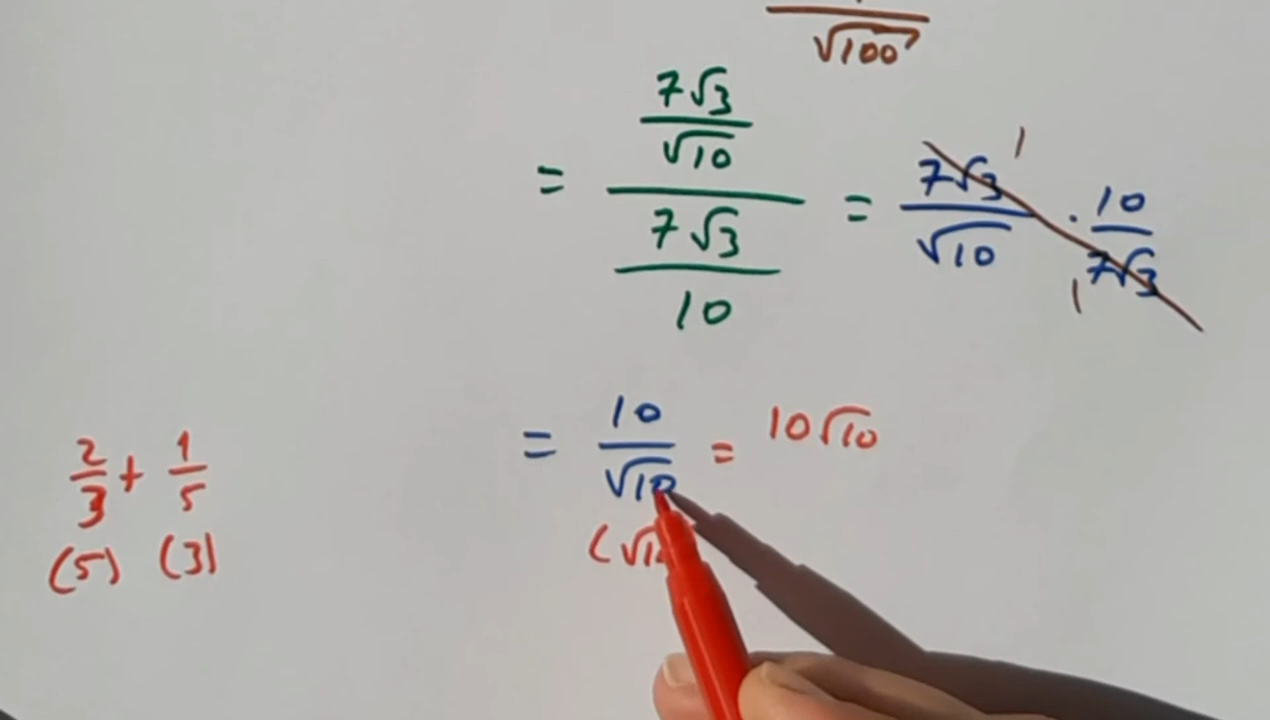 √100
= 7√3/√10 / 7√3/10 = 7√3/√10 · 10/7√3
1
1
= 10/√10 = 10√10
(√1
2/3 + 1/5
(5) (3)